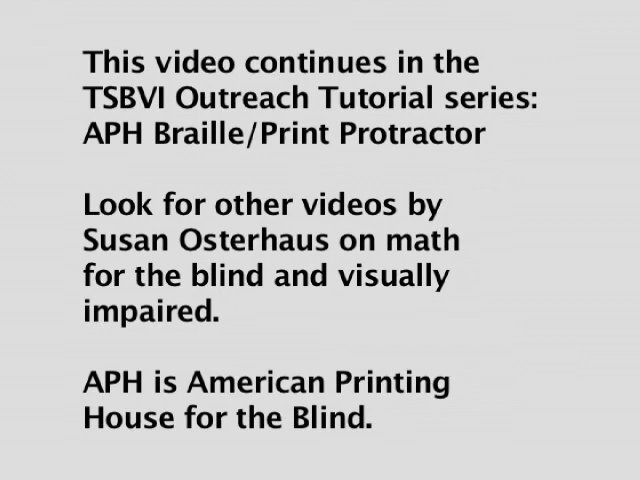 This video continues in the
TSBVI Outreach Tutorial series:
APH Braille/Print Protractor
Look for other videos by
Susan Osterhaus on math
for the blind and visually
impaired.
APH is American Printing
House for the Blind.